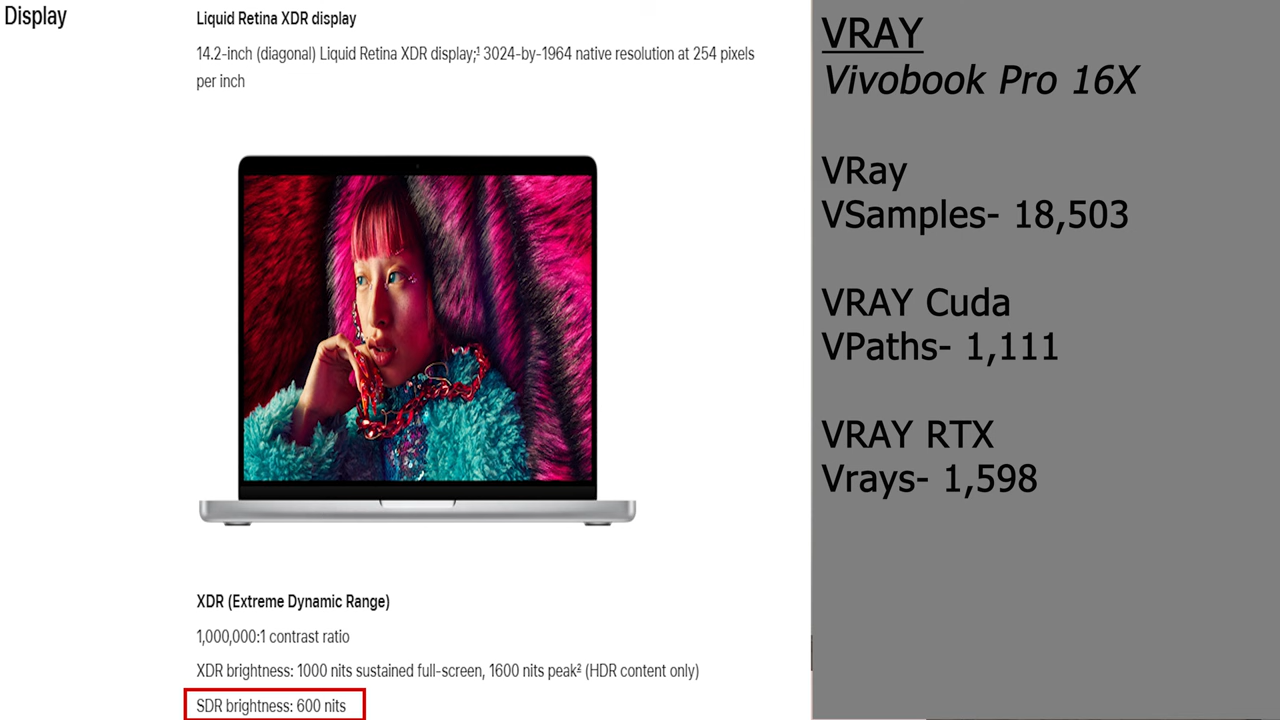 Display
Liquid Retina XDR display
14.2-inch (diagonal) Liquid Retina XDR display;¹ 3024-by-1964 native resolution at 254 pixels
per inch
XDR (Extreme Dynamic Range)
1,000,000:1 contrast ratio
XDR brightness: 1000 nits sustained full-screen, 1600 nits peak² (HDR content only)
SDR brightness: 600 nits
VRAY
Vivobook Pro 16X
VRay
VSamples- 18,503
VRAY Cuda
VPaths- 1,111
VRAY RTX
Vrays- 1,598